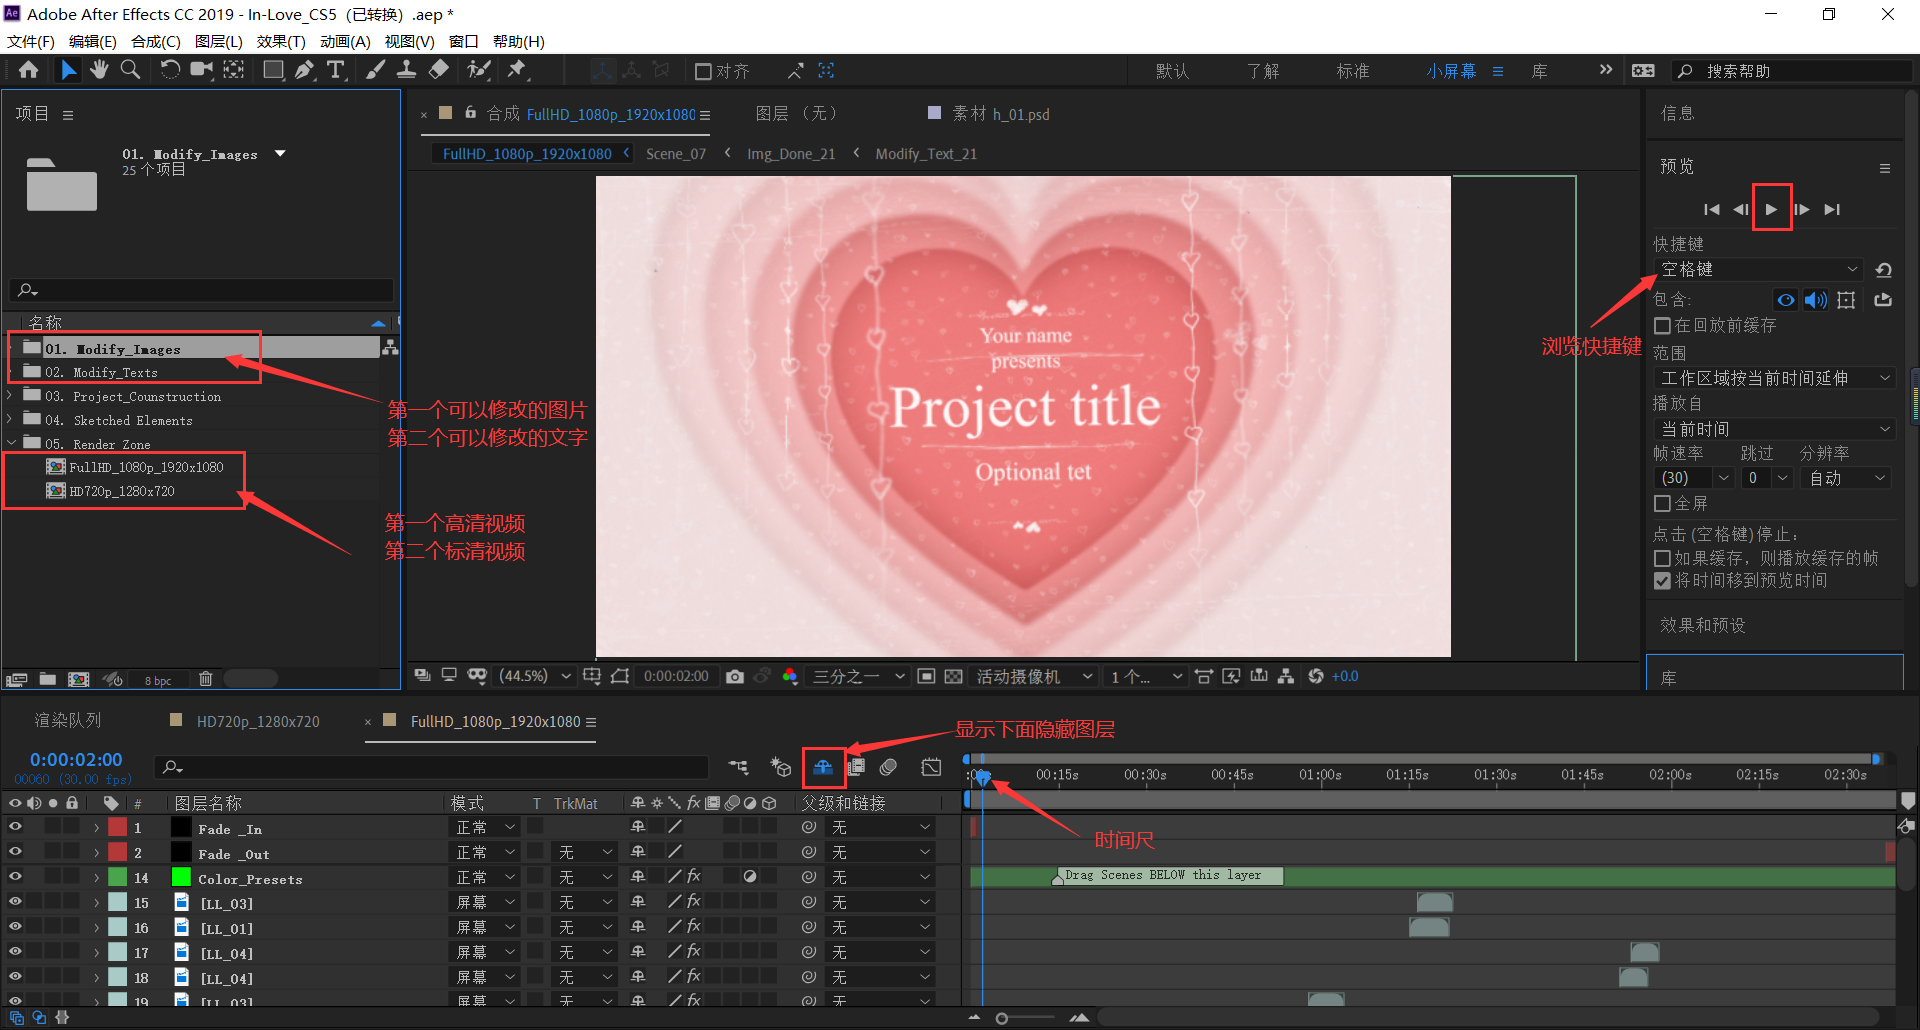 Adobe After Effects CC 2019 - In-Love_CS5（已转换）.aep *
文件(F) 编辑(E) 合成(C) 图层(L) 效果(T) 动画(A) 视图(V) 窗口 帮助(H)
对齐 默认 了解 标准 小屏幕 库 搜索帮助
项目
01. Modify_Images
25 个项目
名称
01. Modify_Images
02. Modify_Texts
03. Project_Counstruction
04. Sketched Elements
05. Render Zone
FullHD_1080p_1920x1080
HD720p_1280x720
第一个可以修改的图片
第二个可以修改的文字
第一个高清视频
第二个标清视频
8 bpc
合成 FullHD_1080p_1920x1080
图层 （无）
素材 h_01.psd
FullHD_1080p_1920x1080 Scene_07 Img_Done_21 Modify_Text_21
Your name
presents
Project title
Optional tet
(44.5%) 0:00:02:00 三分之一 活动摄像机 1 个... +0.0
信息
预览
快捷键
空格键
包含:
浏览快捷键
在回放前缓存
范围
工作区域按当前时间延伸
播放自
当前时间
帧速率 跳过 分辨率
(30) 0 自动
全屏
点击(空格键)停止:
如果缓存，则播放缓存的帧
将时间移到预览时间
效果和预设
库
渲染队列 HD720p_1280x720 FullHD_1080p_1920x1080
显示下面隐藏图层
0:00:02:00
00060 (30.00 fps)
00:15s 00:30s 00:45s 01:00s 01:15s 01:30s 01:45s 02:00s 02:15s 02:30s
# 图层名称 模式 T TrkMat fx 父级和链接
时间尺
1 Fade _In 正常 无
2 Fade _Out 正常 无 无
14 Color_Presets 正常 无 fx 无
Drag Scenes BELOW this layer
15 [LL_03] 屏幕 无 fx 无
16 [LL_01] 屏幕 无 fx 无
17 [LL_04] 屏幕 无 fx 无
18 [LL_04] 屏幕 无 fx 无
19 [LL_03] 屏幕 无 fx 无